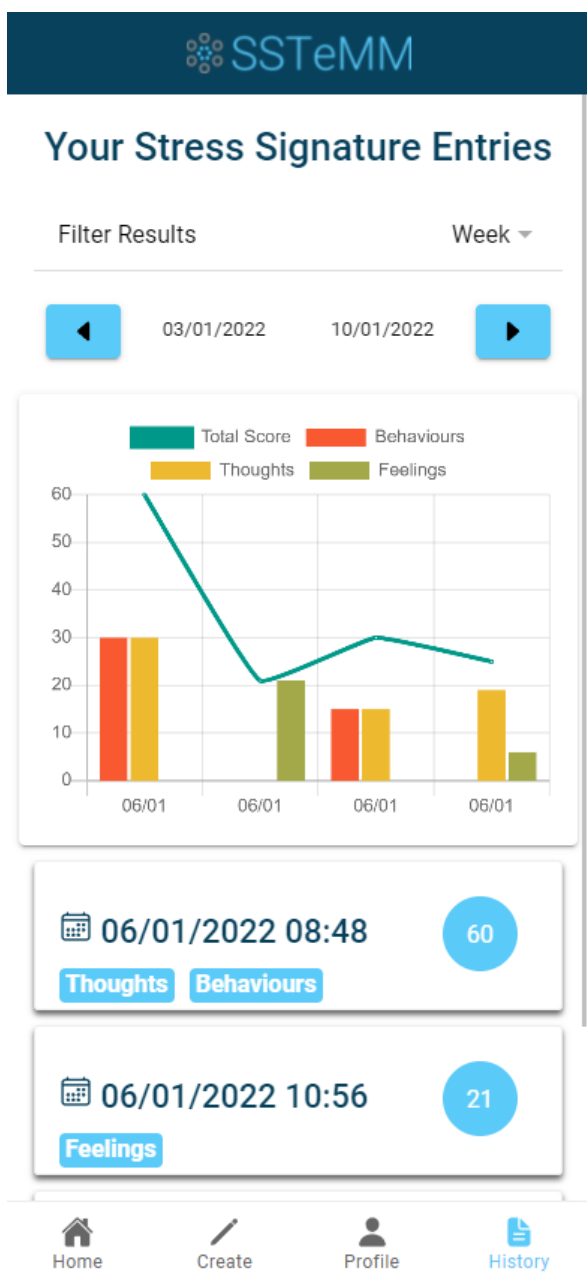 SSTeMM
Your Stress Signature Entries
Filter Results Week
03/01/2022 10/01/2022
Total Score Behaviours
Thoughts Feelings
60
50
40
30
20
10
0
06/01 06/01 06/01 06/01
06/01/2022 08:48 60
Thoughts Behaviours
06/01/2022 10:56 21
Feelings
Home Create Profile History